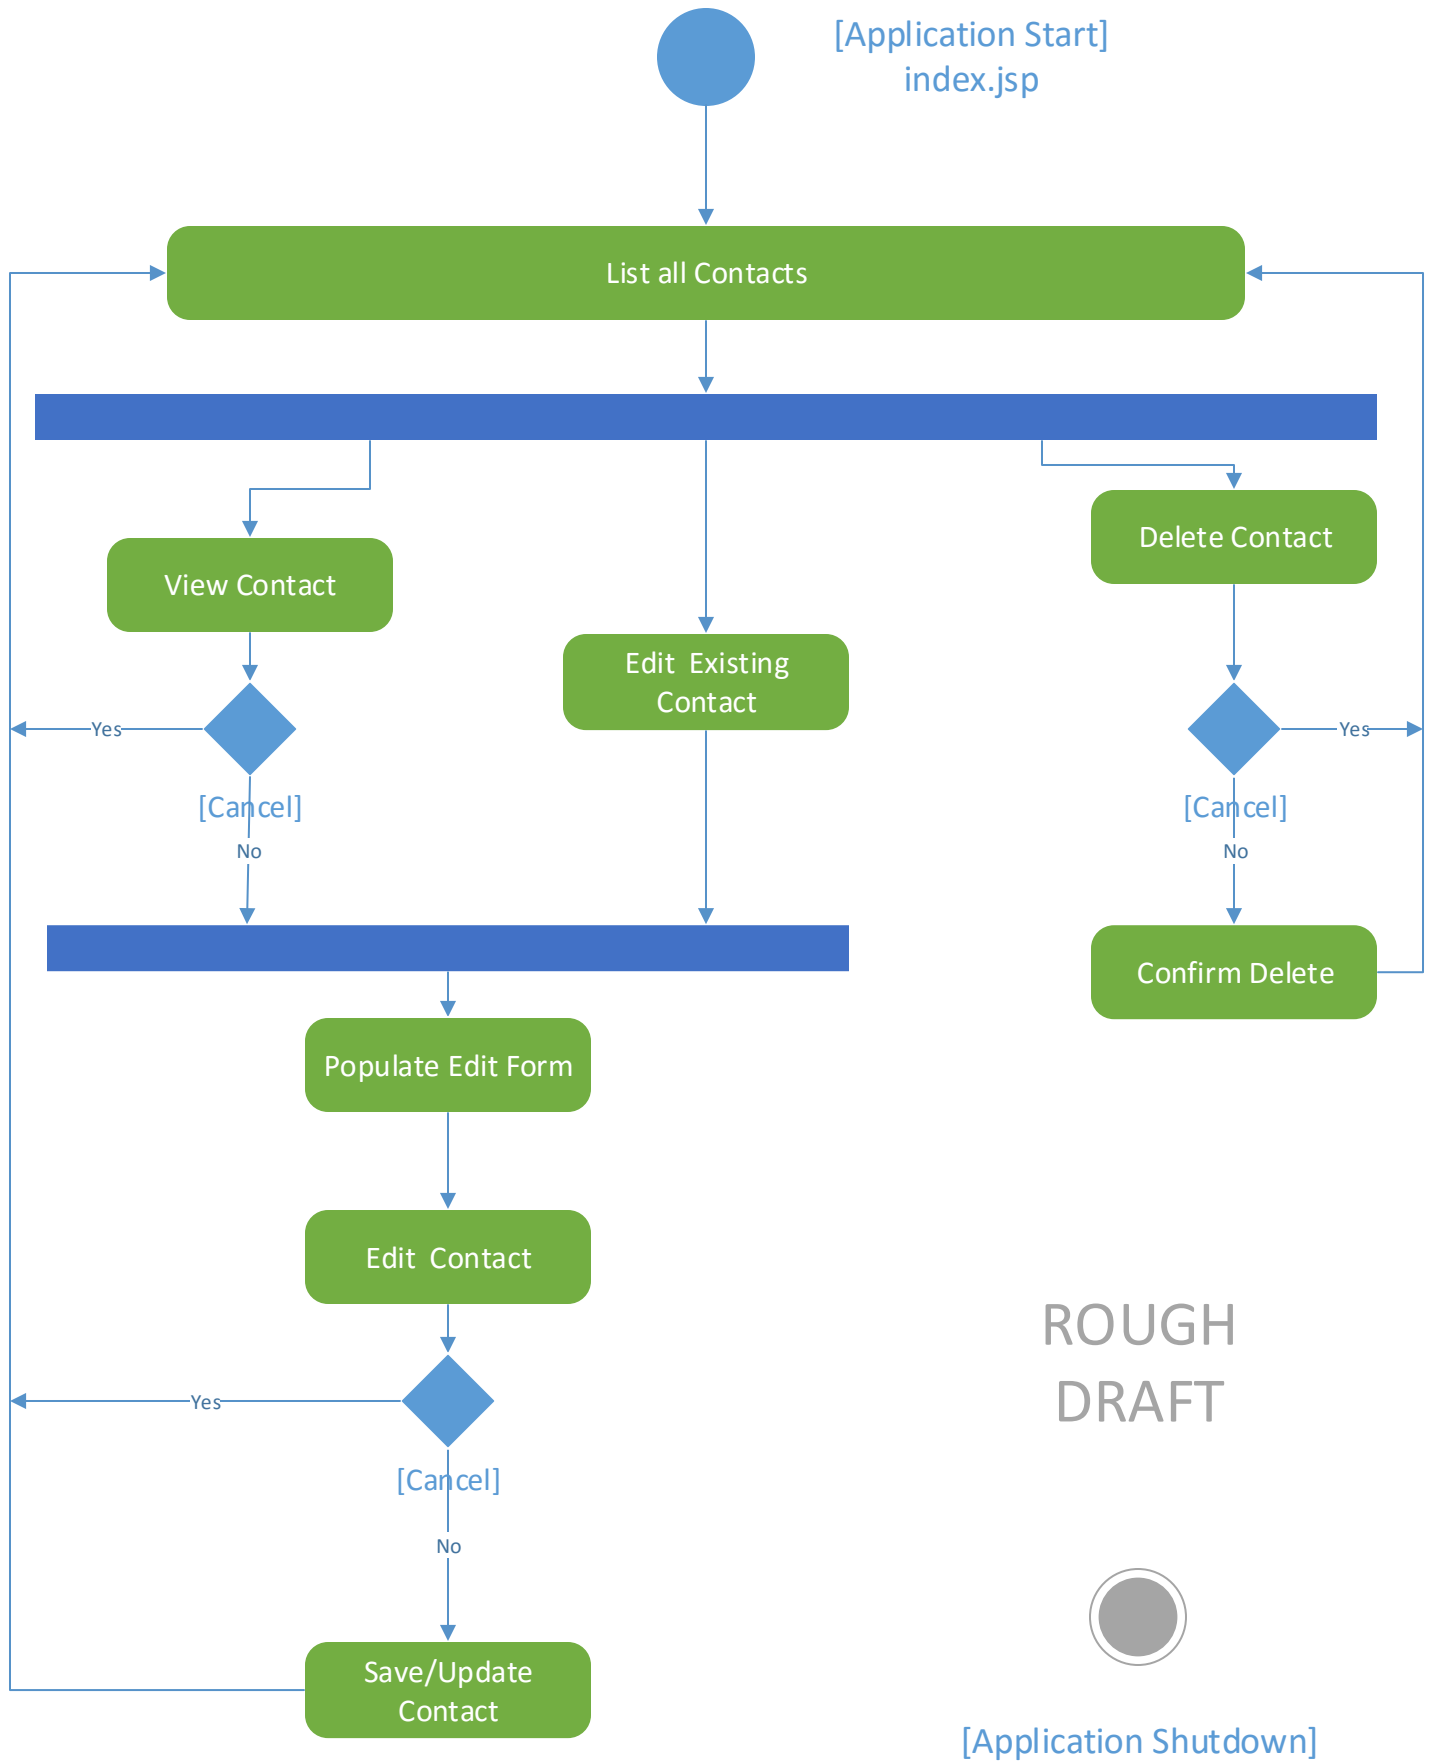 [Application Start]
index.jsp
List all Contacts
Delete Contact
View Contact
Edit Existing
Contact
Yes
Yes
[Cancel]
[Cancel]
No
No
Confirm Delete
Populate Edit Form
Edit Contact
ROUGH
DRAFT
Yes
[Cancel]
No
Save/Update
Contact
[Application Shutdown]